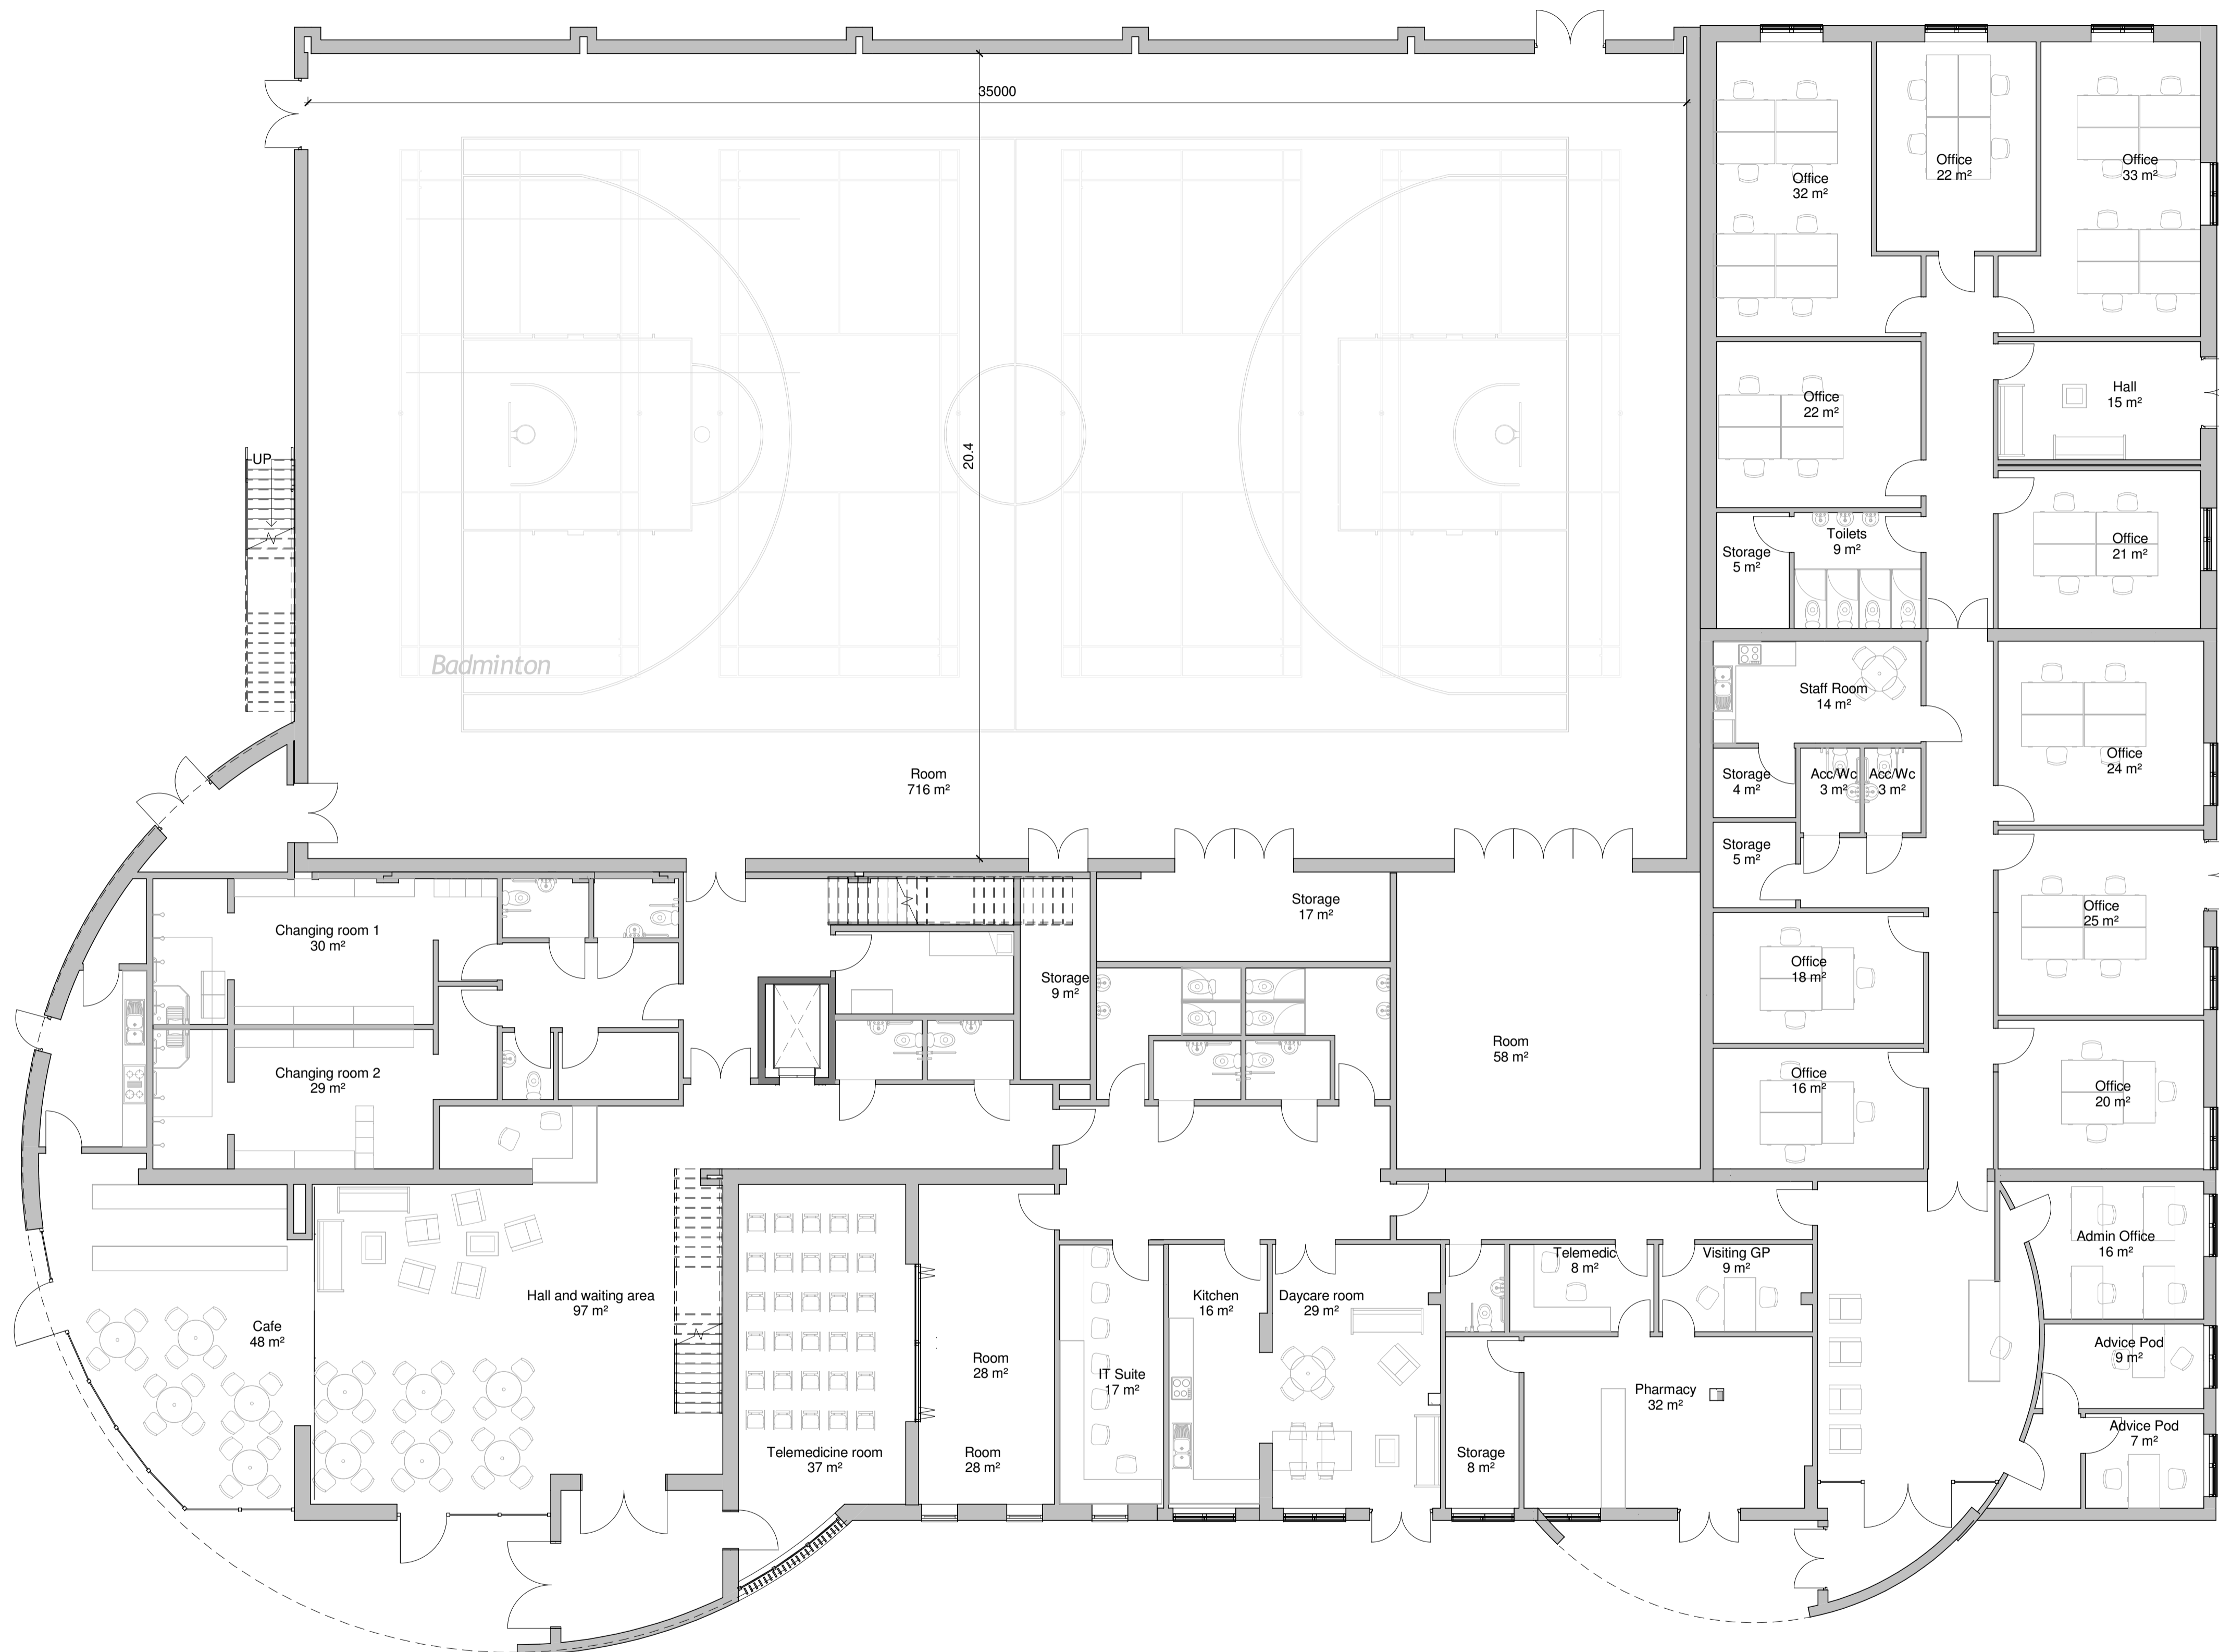 35000
Office
32 m²
Office
22 m²
Office
33 m²
Office
22 m²
Hall
15 m²
20.4
UP
Storage
5 m²
Toilets
9 m²
Office
21 m²
Badminton
Room
716 m²
Staff Room
14 m²
Storage
4 m²
Acc/Wc
3 m²
Acc/Wc
3 m²
Office
24 m²
Storage
5 m²
Changing room 1
30 m²
Storage
17 m²
Office
25 m²
Storage
9 m²
Office
18 m²
Room
58 m²
Changing room 2
29 m²
Office
16 m²
Office
20 m²
Hall and waiting area
97 m²
Cafe
48 m²
Telemedicine room
37 m²
Room
28 m²
Room
28 m²
IT Suite
17 m²
Kitchen
16 m²
Daycare room
29 m²
Telemedic
8 m²
Visiting GP
9 m²
Storage
8 m²
Pharmacy
32 m²
Admin Office
16 m²
Advice Pod
9 m²
Advice Pod
7 m²